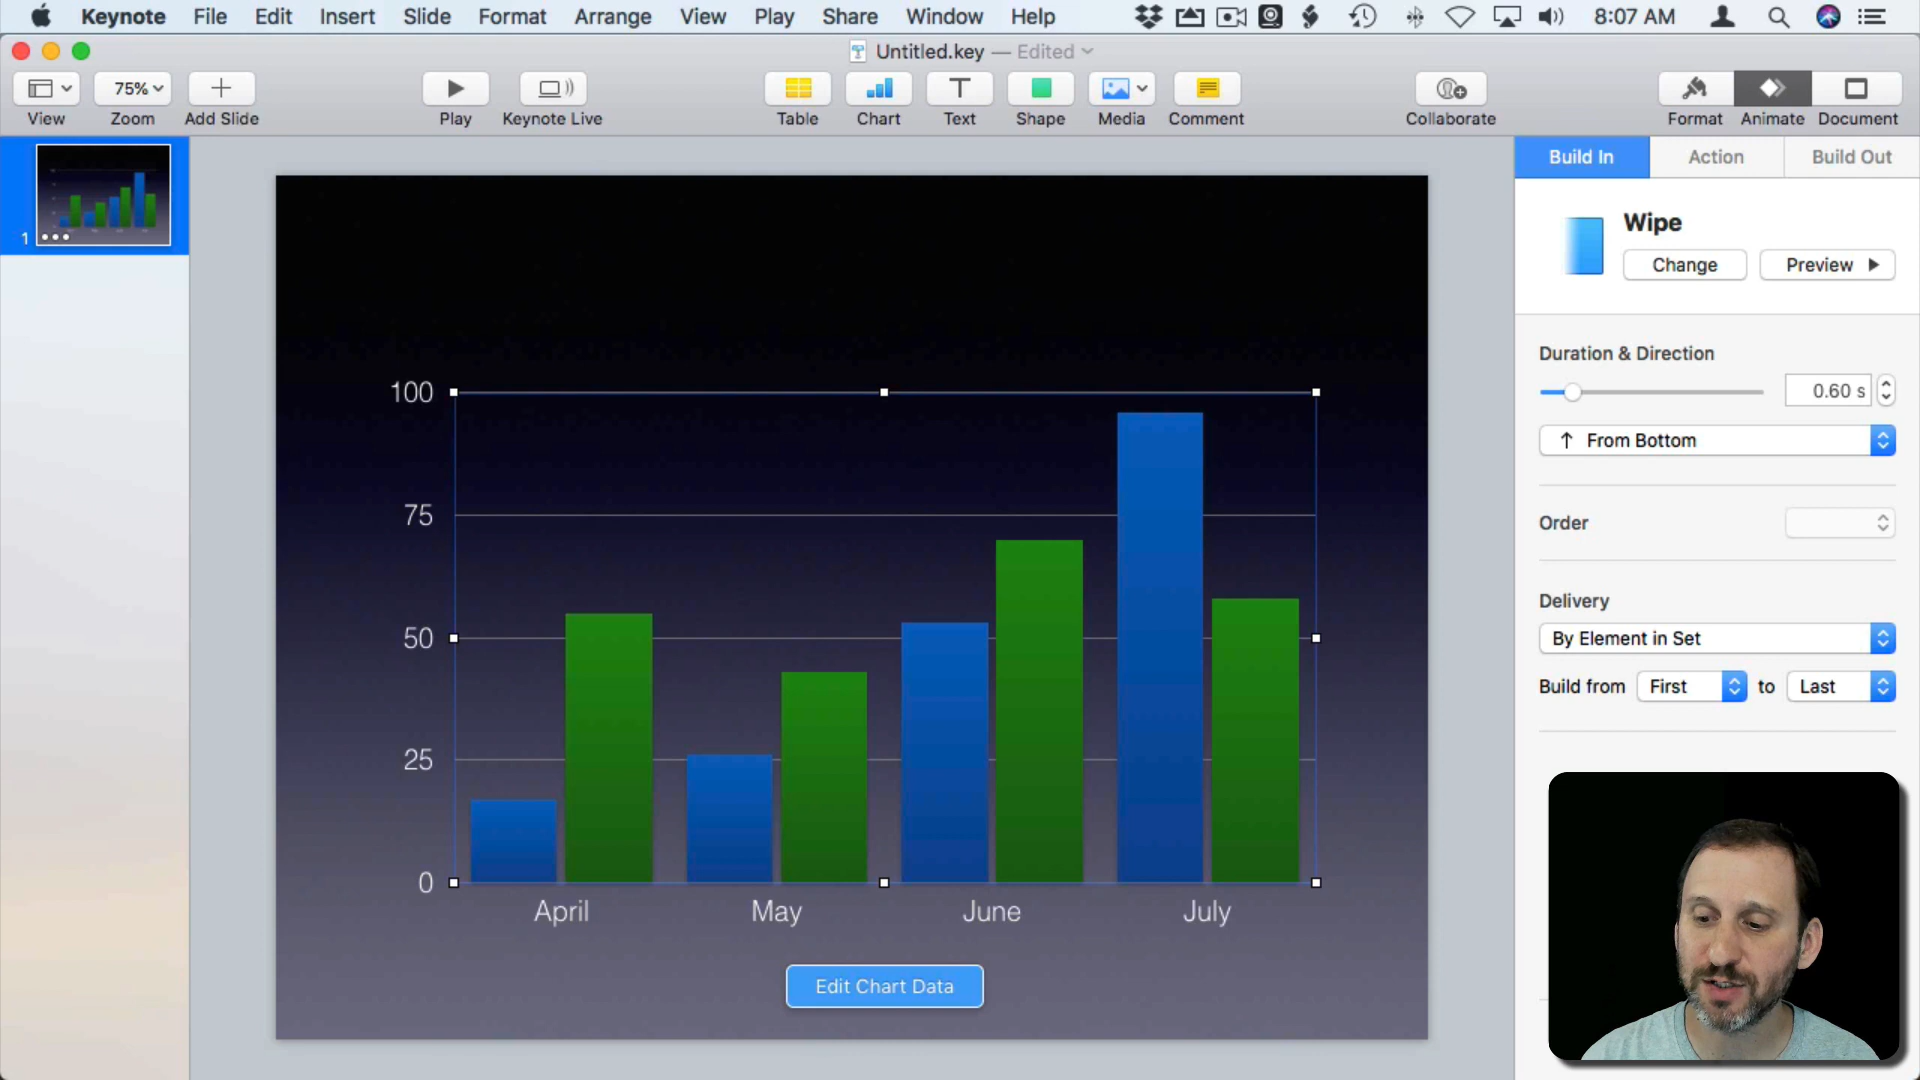 Keynote File Edit Insert Slide Format Arrange View Play Share Window Help 8:07 AM
Untitled.key — Edited
75%
View Zoom Add Slide Play Keynote Live Table Chart Text Shape Media Comment Collaborate Format Animate Document
Build In Action Build Out
1
Wipe
Change Preview
Duration & Direction
0.60 s
From Bottom
Order
Delivery
By Element in Set
Build from First to Last
100
75
50
25
0
April May June July
Edit Chart Data